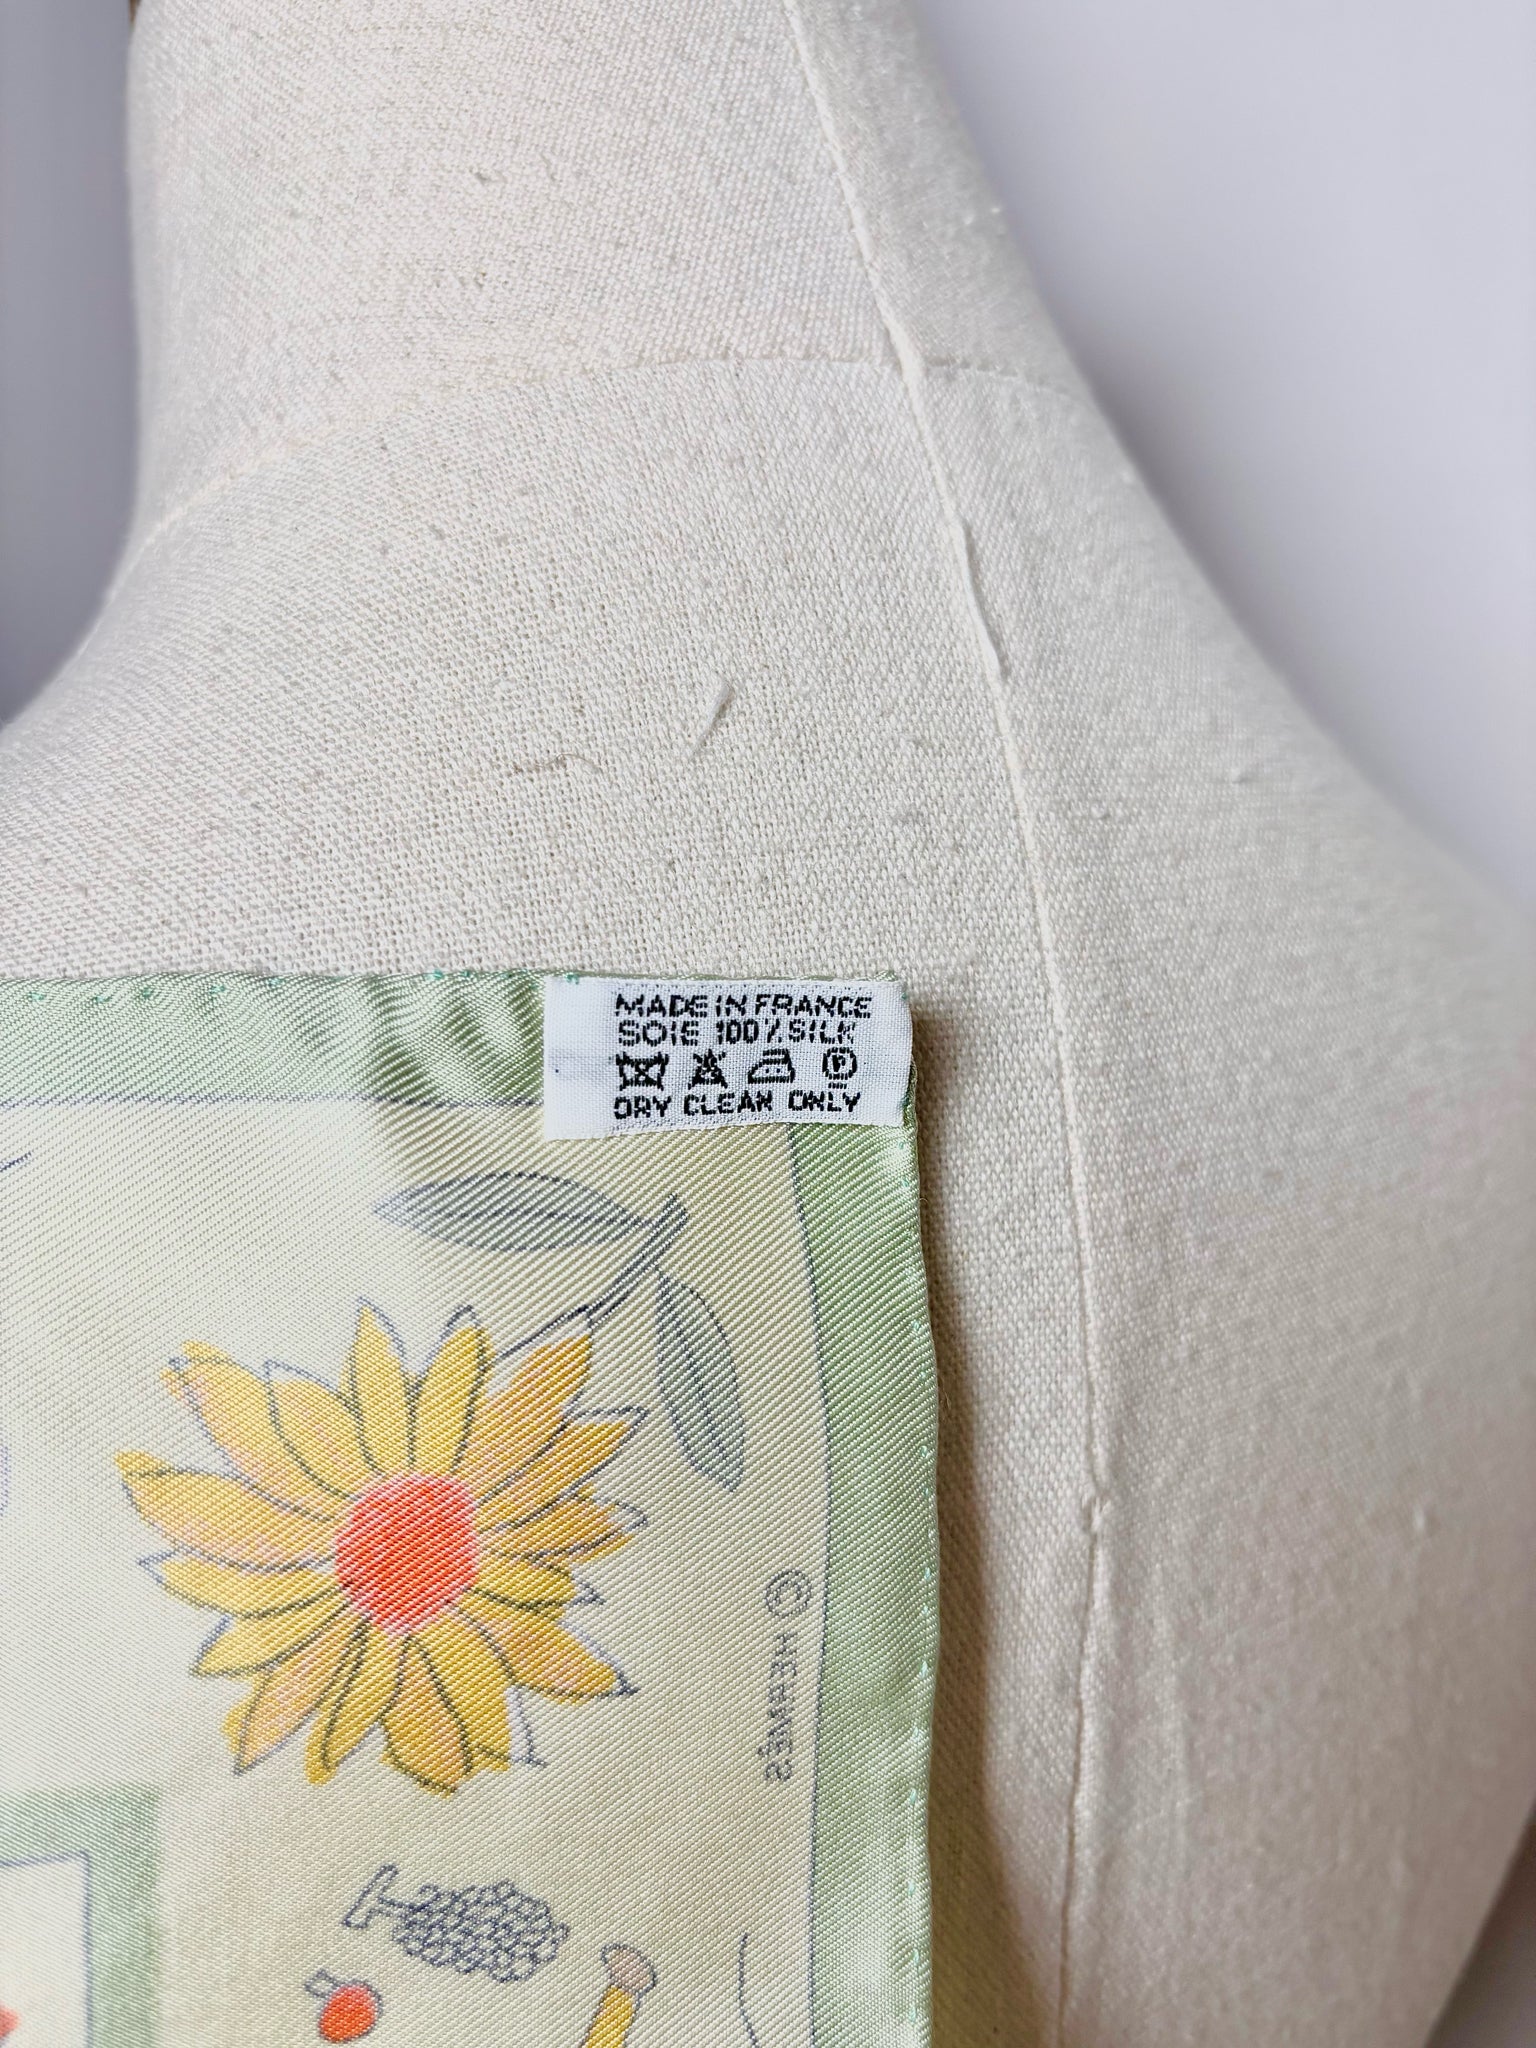 MADE IN FRANCE
SOIE 100% SILK
P
DRY CLEAN ONLY
© HERMES